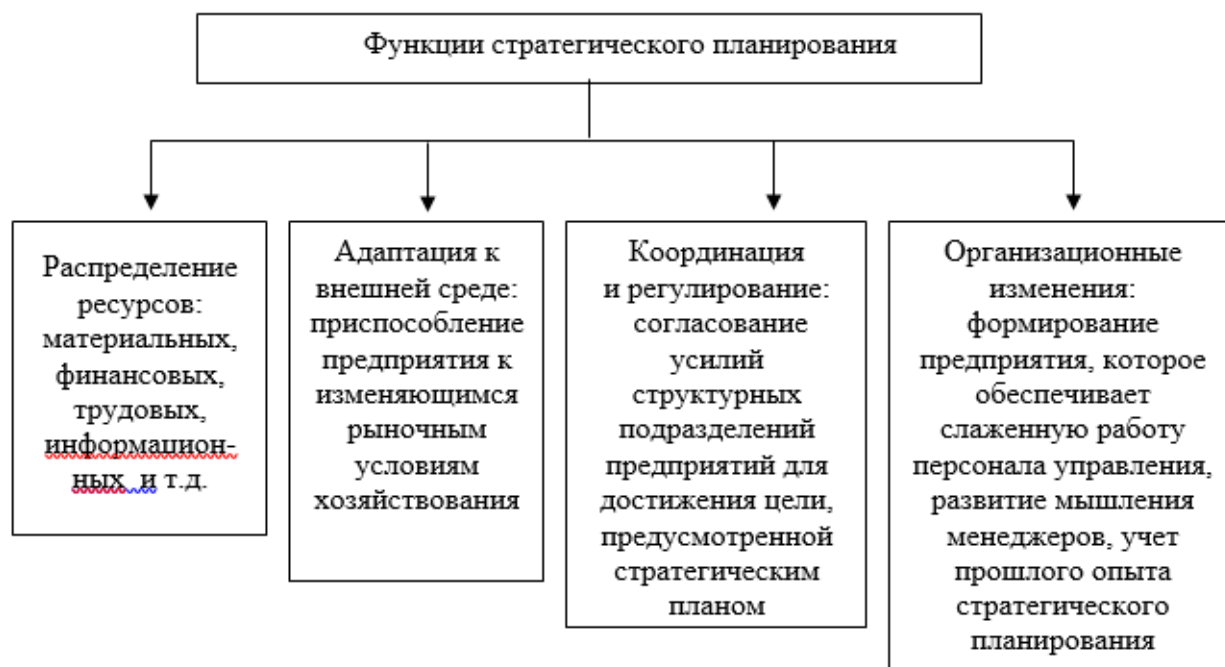 Функции стратегического планирования
Распределение
ресурсов:
материальных,
финансовых,
трудовых,
информацион-
ных и т.д.
Адаптация к
внешней среде:
приспособление
предприятия к
изменяющимся
рыночным
условиям
хозяйствования
Координация
и регулирование:
согласование
усилий
структурных
подразделений
предприятий для
достижения цели,
предусмотренной
стратегическим
планом
Организационные
изменения:
формирование
предприятия, которое
обеспечивает
слаженную работу
персонала управления,
развитие мышления
менеджеров, учет
прошлого опыта
стратегического
планирования